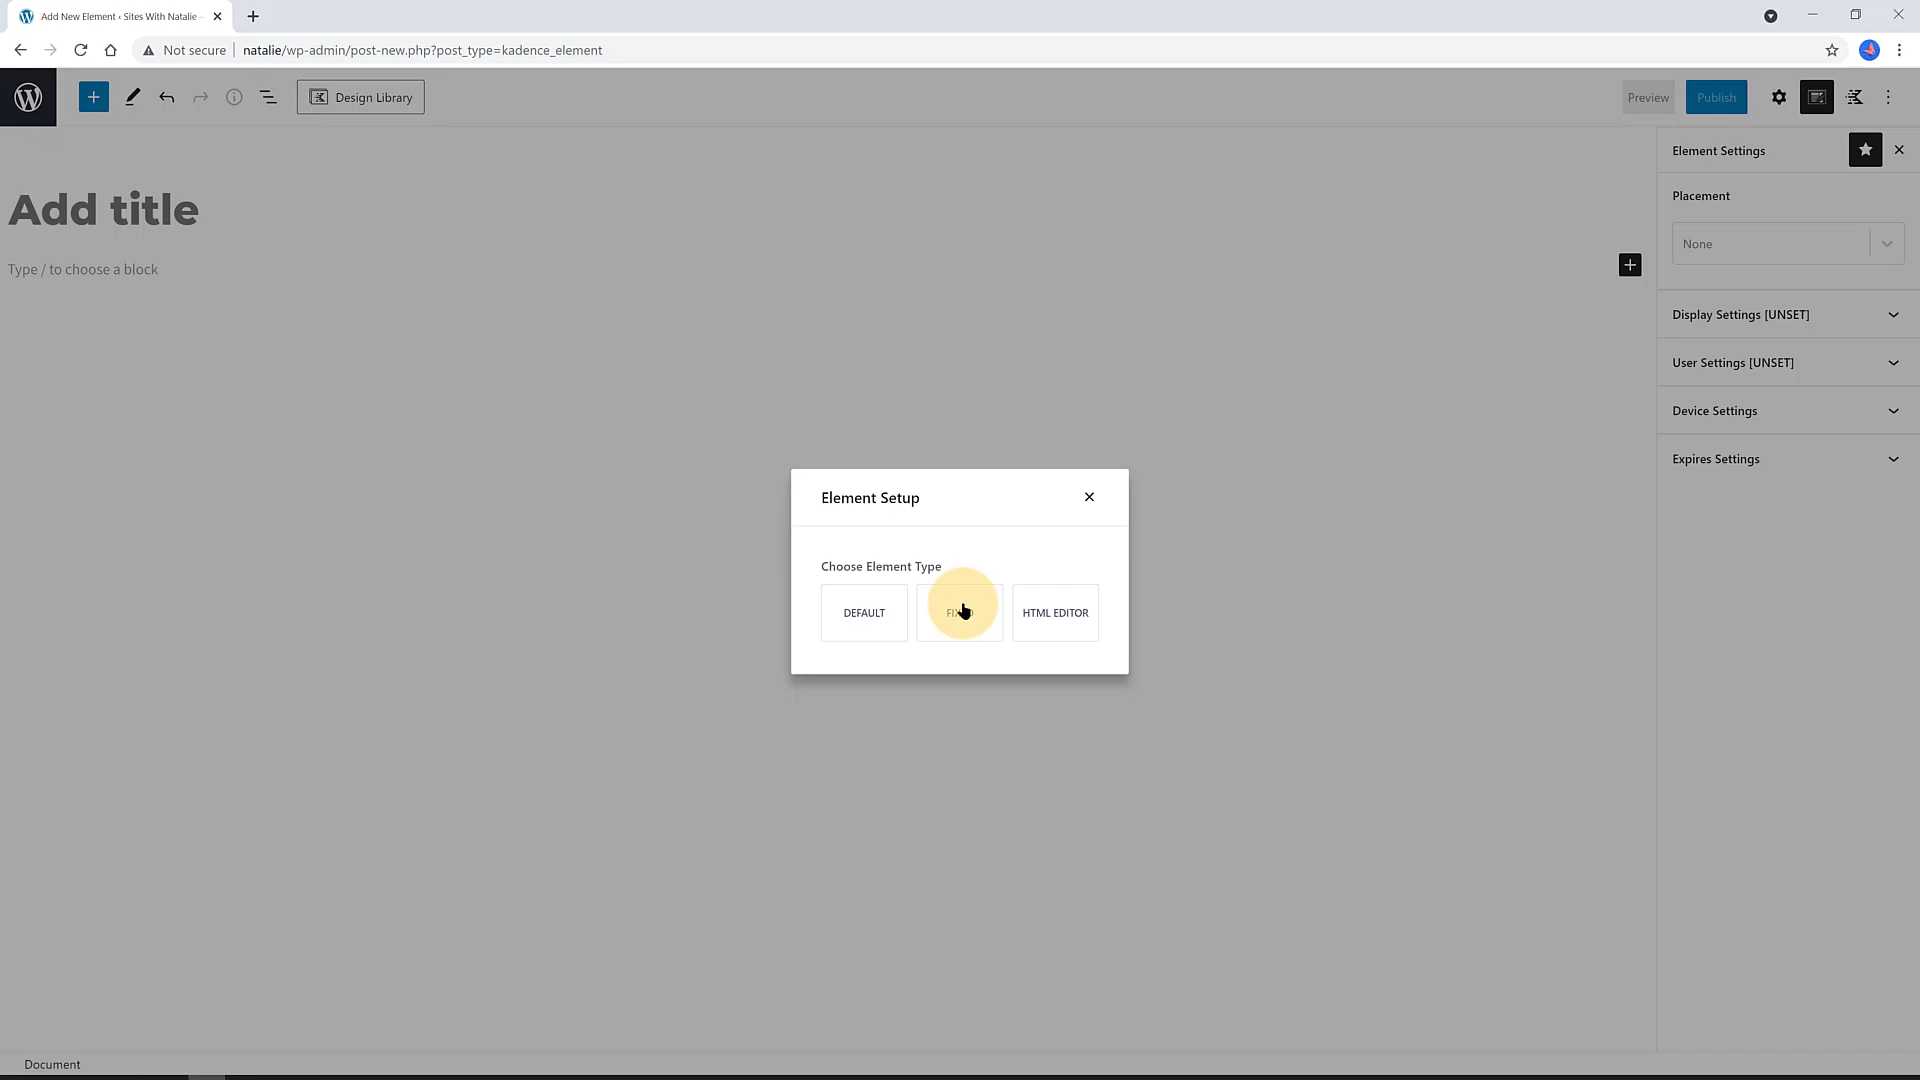 Add New Element ‹ Sites With Natalie
Not secure
natalie/wp-admin/post-new.php?post_type=kadence_element
Design Library
Preview
Publish
Element Settings
Add title
Placement
None
Type / to choose a block
Display Settings [UNSET]
User Settings [UNSET]
Device Settings
Expires Settings
Element Setup
Choose Element Type
DEFAULT
HTML EDITOR
Document